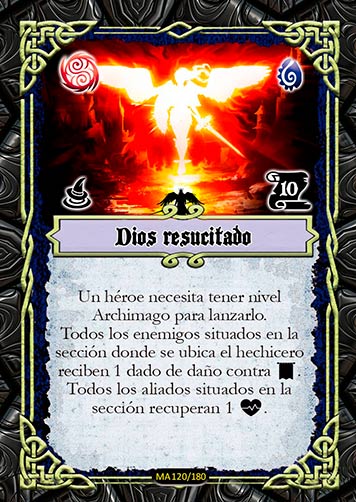 10
Dios resucitado
Un héroe necesita tener nivel
Archimago para lanzarlo.
Todos los enemigos situados en la
sección donde se ubica el hechicero
reciben 1 dado de daño contra .
Todos los aliados situados en la
sección recuperan 1 .
MA120/180